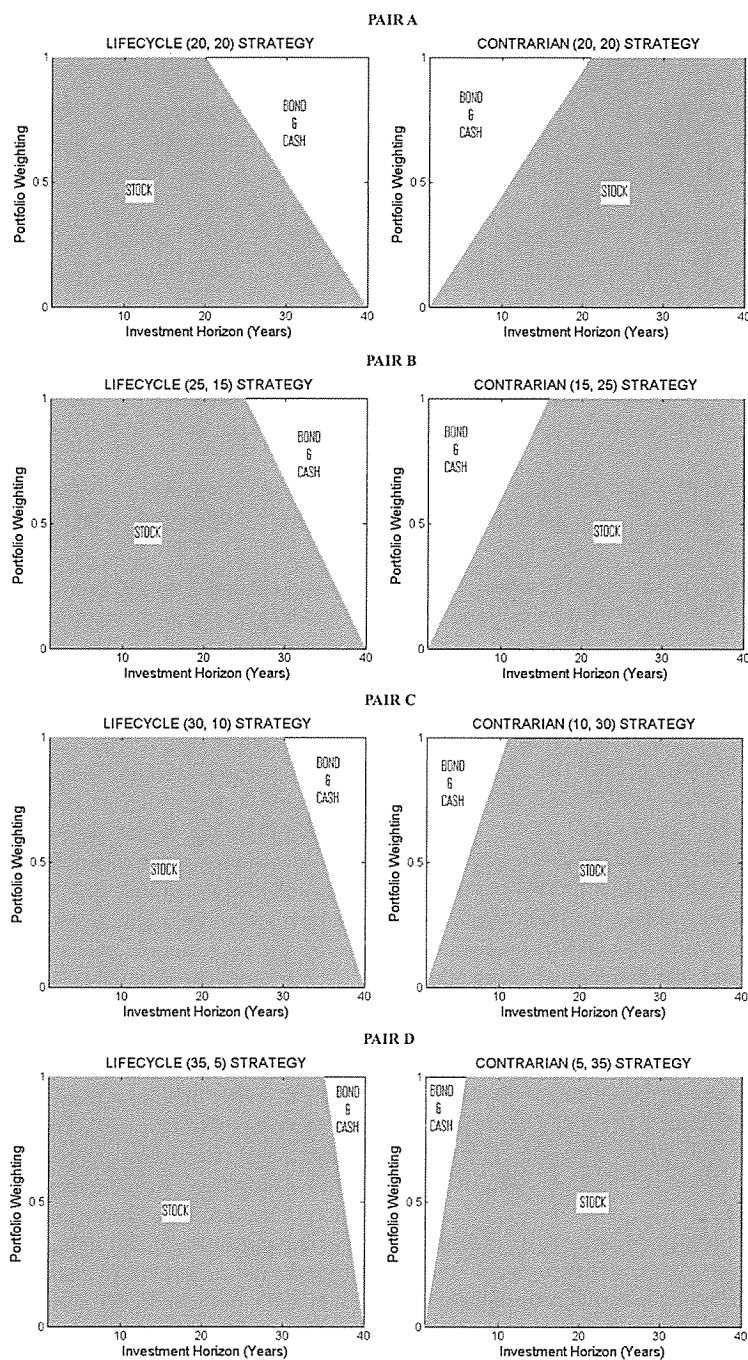 PAIR A
LIFECYCLE (20, 20) STRATEGY
1
BOND
&
CASH
Portfolio Weighting
0 5
STOCK
0
10
20
30
40
Investment Horizon (Years)
CONTRARIAN (20, 20) STRATEGY
1
BOND
&
CASH
Portfolio Weighting
0 5
STOCK
0
10
20
30
40
Investment Horizon (Years)
PAIR B
LIFECYCLE (25, 15) STRATEGY
1
BOND
&
CASH
Portfolio Weighting
0.5
STOCK
0
10
20
30
40
Investment Horizon (Years)
CONTRARIAN (15, 25) STRATEGY
1
BOND
&
CASH
Portfolio Weighting
0.5
STOCK
0
10
20
30
40
Investment Horizon (Years)
PAIR C
LIFECYCLE (30, 10) STRATEGY
1
BOND
&
CASH
Portfolio Weighting
0 5
STOCK
0
10
20
30
40
Investment Horizon (Years)
CONTRARIAN (10, 30) STRATEGY
1
BOND
&
CASH
Portfolio Weighting
0 5
STOCK
0
10
20
30
40
Investment Horizon (Years)
PAIR D
LIFECYCLE (35, 5) STRATEGY
1
BOND
&
CASH
Portfolio Weighting
0 5
STOCK
0
10
20
30
40
Investment Horizon (Years)
CONTRARIAN (5, 35) STRATEGY
1
BOND
&
CASH
Portfolio Weighting
0 5
STOCK
0
10
20
30
40
Investment Horizon (Years)